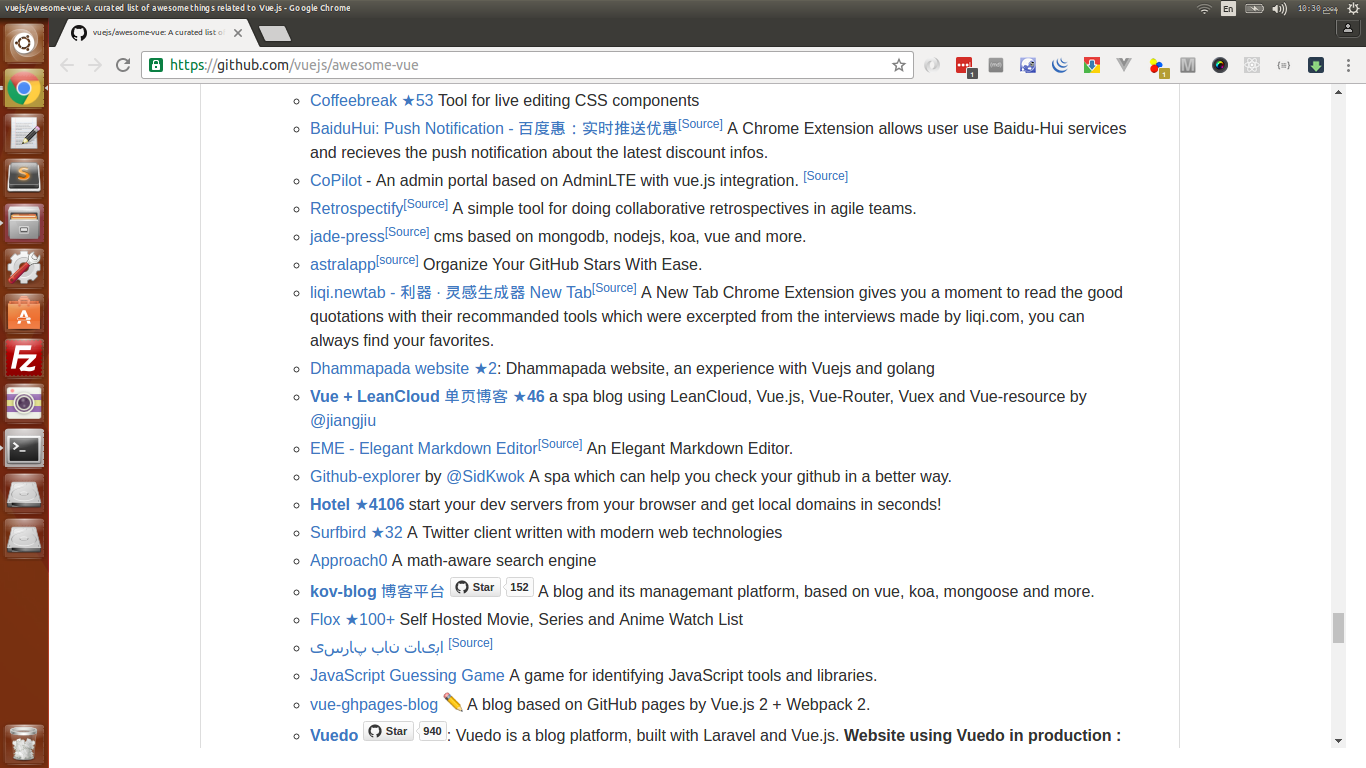 vuejs/awesome-vue: A curated list of awesome things related to Vue.js - Google Chrome
En
10:30
vuejs/awesome-vue: A curated list of
https://github.com/vuejs/awesome-vue
1
1
Coffeebreak ★53 Tool for live editing CSS components
BaiduHui: Push Notification - 百度惠：实时推送优惠[Source] A Chrome Extension allows user use Baidu-Hui services
and recieves the push notification about the latest discount infos.
CoPilot - An admin portal based on AdminLTE with vue.js integration. [Source]
Retrospectify[Source] A simple tool for doing collaborative retrospectives in agile teams.
jade-press[Source] cms based on mongodb, nodejs, koa, vue and more.
astralapp[source] Organize Your GitHub Stars With Ease.
liqi.newtab - 利器 · 灵感生成器 New Tab[Source] A New Tab Chrome Extension gives you a moment to read the good
quotations with their recommanded tools which were excerpted from the interviews made by liqi.com, you can
always find your favorites.
Dhammapada website ★2: Dhammapada website, an experience with Vuejs and golang
Vue + LeanCloud 单页博客 ★46 a spa blog using LeanCloud, Vue.js, Vue-Router, Vuex and Vue-resource by
@jiangjiu
EME - Elegant Markdown Editor[Source] An Elegant Markdown Editor.
Github-explorer by @SidKwok A spa which can help you check your github in a better way.
Hotel ★4106 start your dev servers from your browser and get local domains in seconds!
Surfbird ★32 A Twitter client written with modern web technologies
Approach0 A math-aware search engine
kov-blog 博客平台 Star 152 A blog and its managemant platform, based on vue, koa, mongoose and more.
Flox ★100+ Self Hosted Movie, Series and Anime Watch List
ابیات ناب پارسی [Source]
JavaScript Guessing Game A game for identifying JavaScript tools and libraries.
vue-ghpages-blog ✏️ A blog based on GitHub pages by Vue.js 2 + Webpack 2.
Vuedo Star 940: Vuedo is a blog platform, built with Laravel and Vue.js. Website using Vuedo in production :